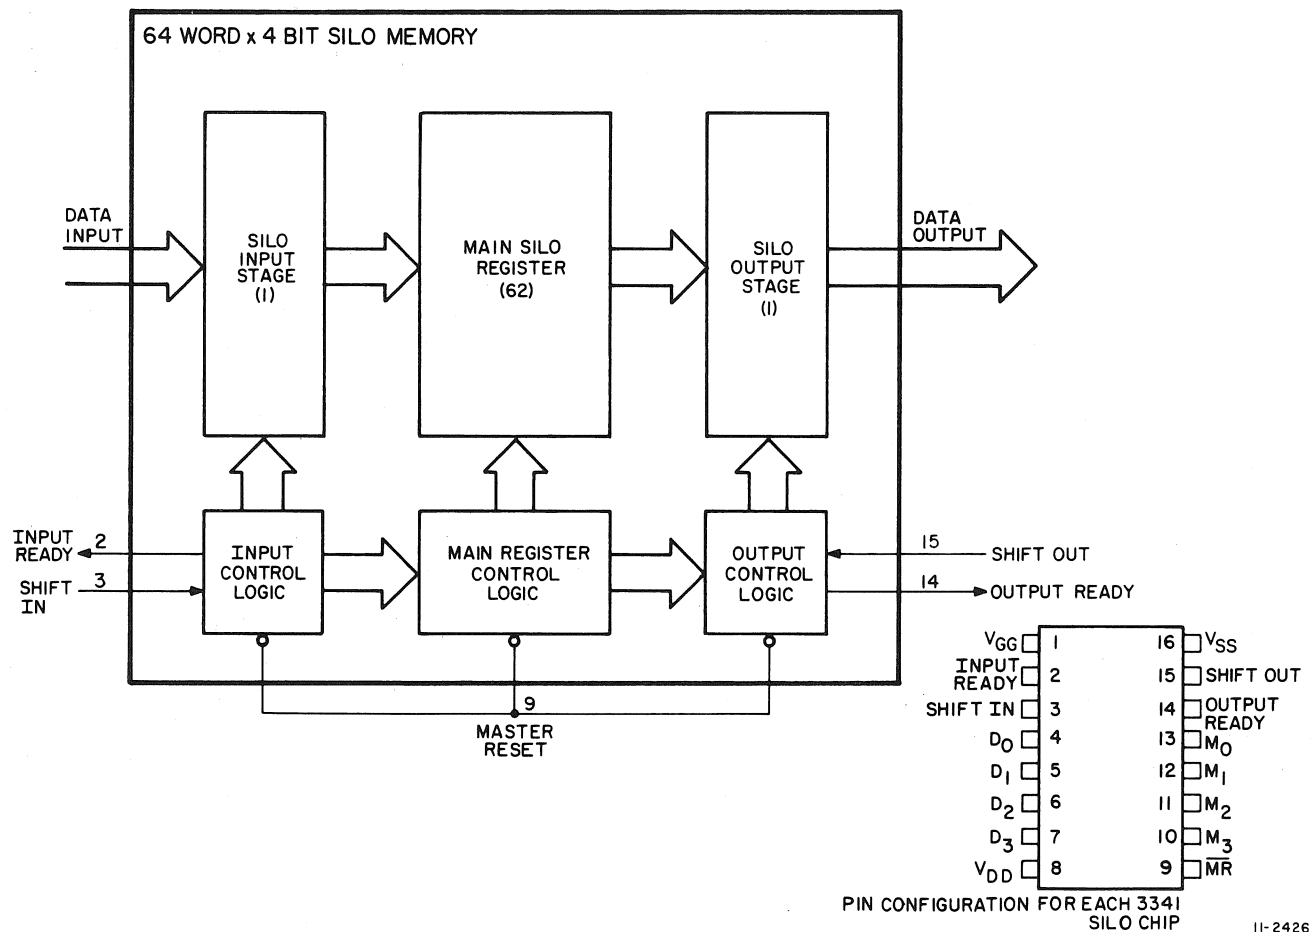 64 WORD x 4 BIT SILO MEMORY
DATA
INPUT
SILO
INPUT
STAGE
(1)
MAIN SILO
REGISTER
(62)
SILO
OUTPUT
STAGE
(1)
DATA
OUTPUT
INPUT
READY
2
SHIFT
IN
3
INPUT
CONTROL
LOGIC
MAIN REGISTER
CONTROL
LOGIC
OUTPUT
CONTROL
LOGIC
15
SHIFT OUT
14
OUTPUT READY
9
MASTER
RESET
VGG 1
INPUT
READY 2
SHIFT IN 3
D0 4
D1 5
D2 6
D3 7
VDD 8
16 VSS
15 SHIFT OUT
14 OUTPUT
READY
13 M0
12 M1
11 M2
10 M3
9 M̅R̅
PIN CONFIGURATION FOR EACH 3341
SILO CHIP
11-2426